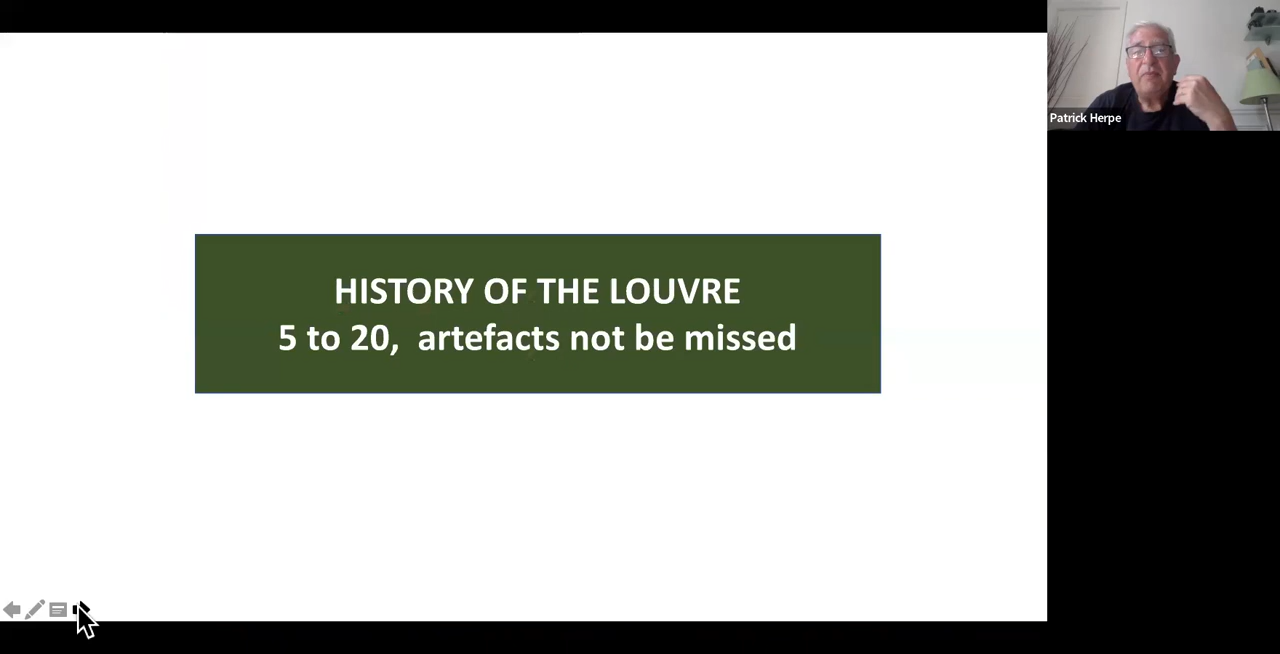 HISTORY OF THE LOUVRE
5 to 20,  artefacts not be missed
Patrick Herpe